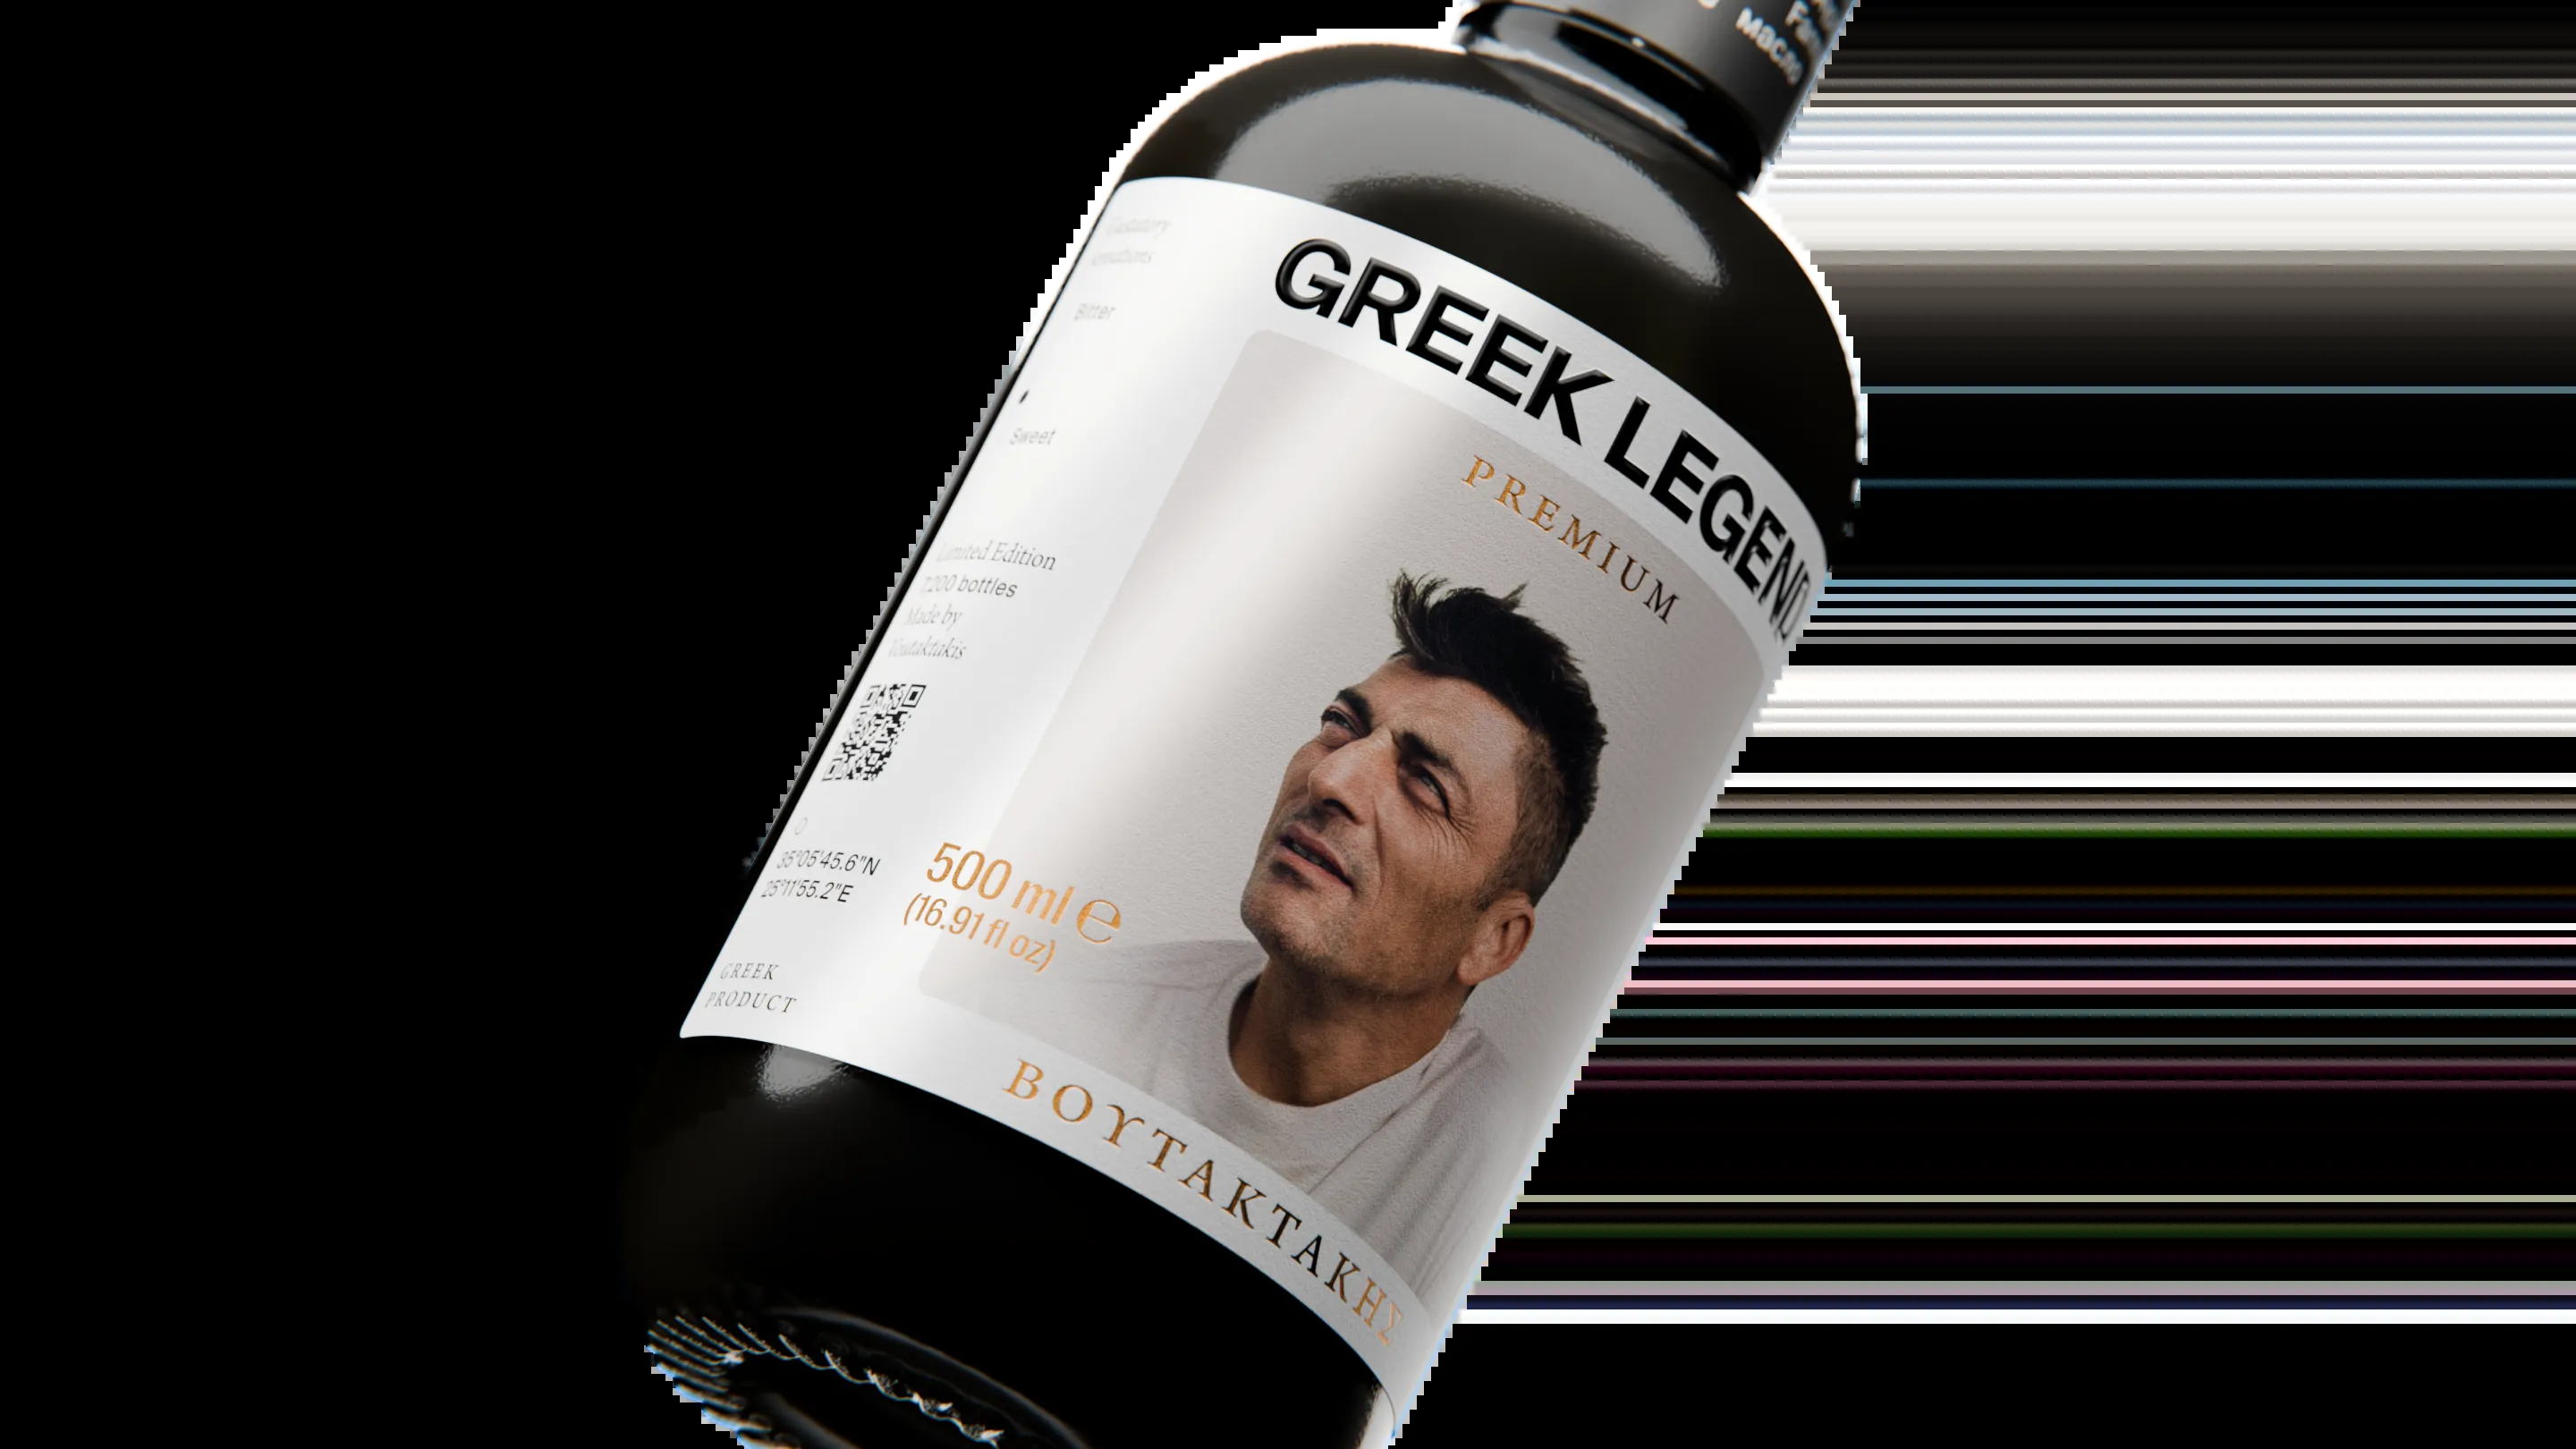 Macro
GREEK LEGEND
PREMIUM
Bitter
Sweet
Limited Edition
bottles
Made by
35°05'45.6"N
25°11'55.2"E
500 ml ℮
(16.91 fl oz)
GREEK
PRODUCT
ΒΟΥΤΑΚΤΑΚΗΣ